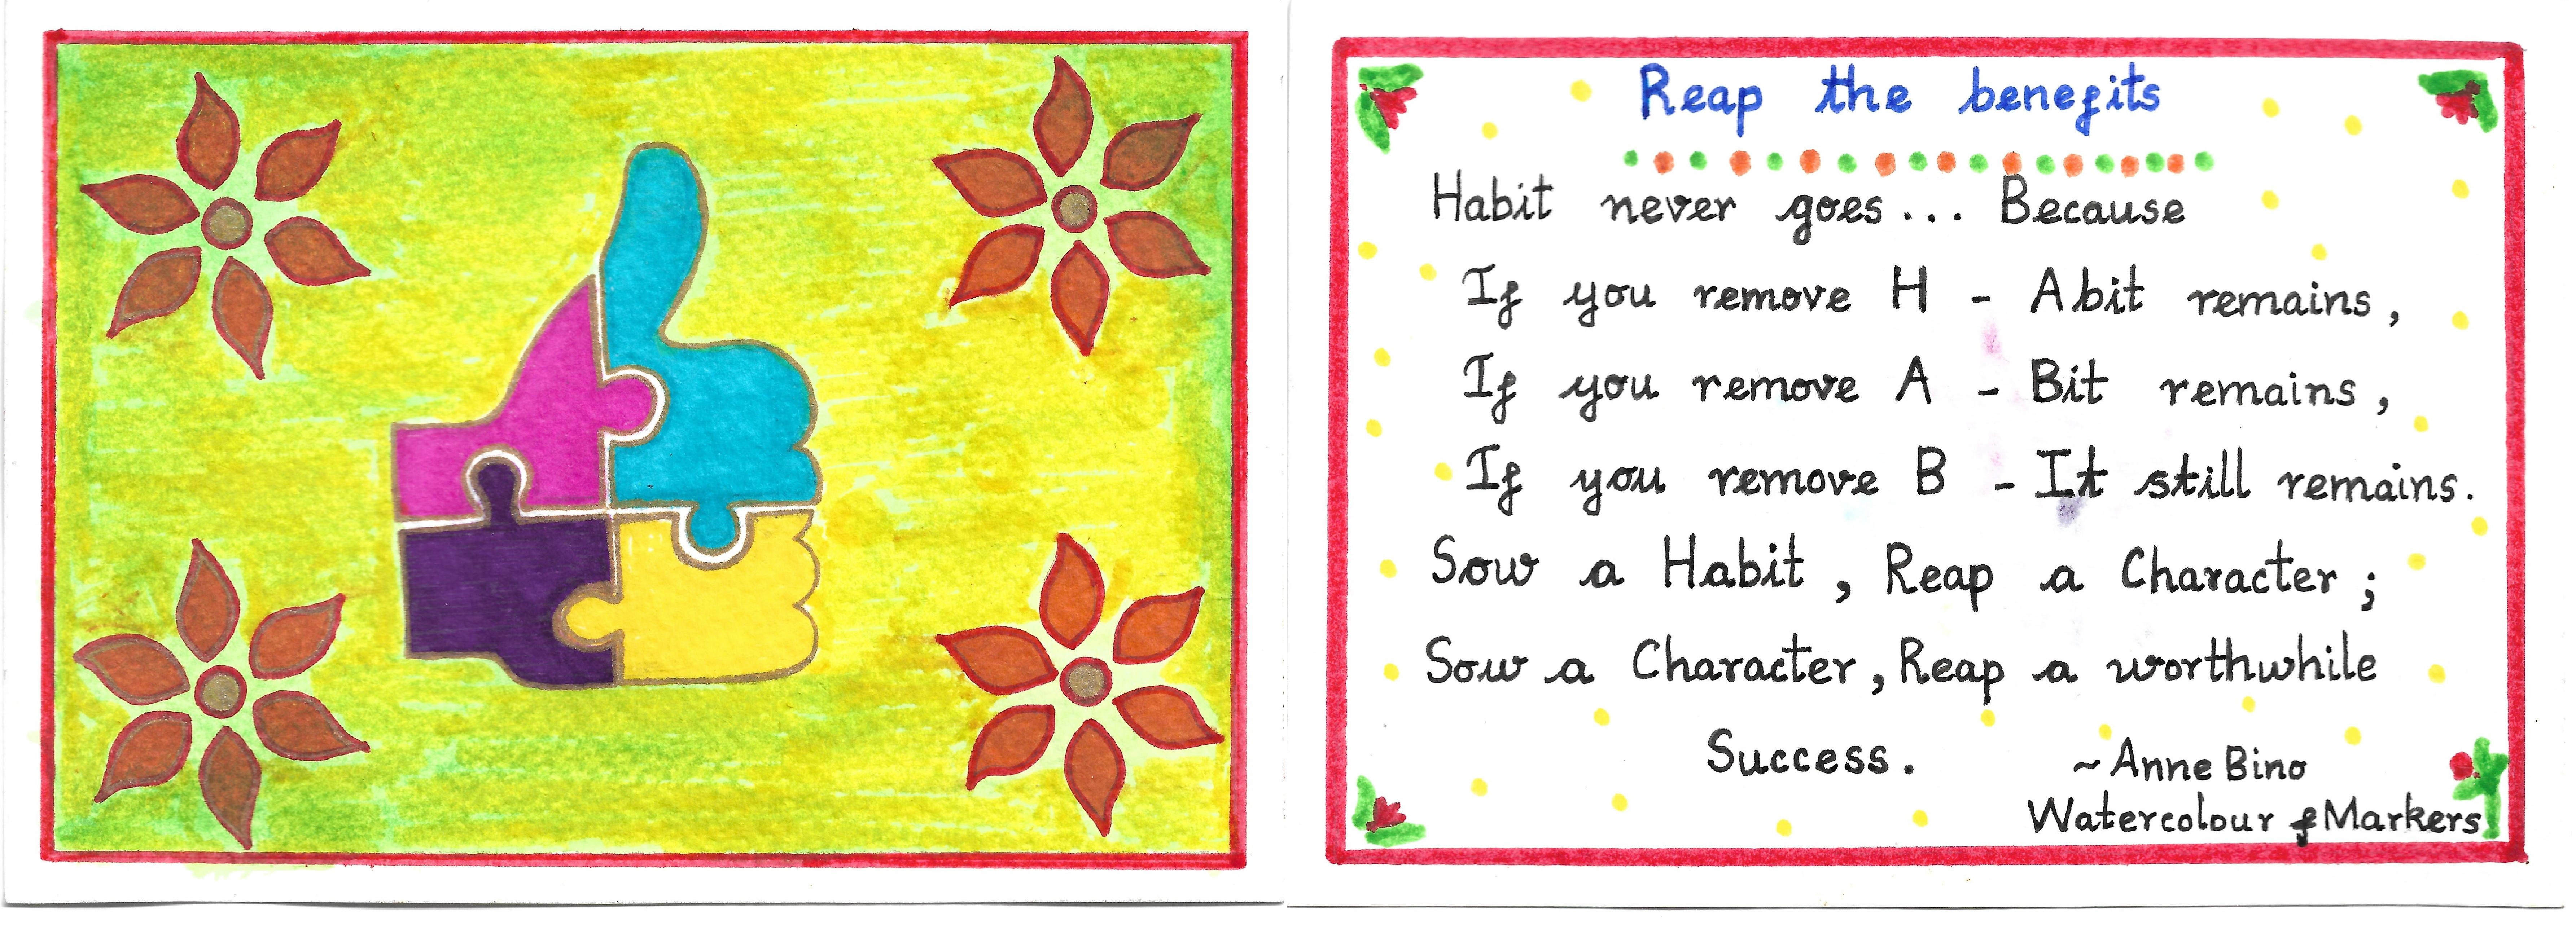 Reap the benefits
Habit never goes... Because
If you remove H - Abit remains,
If you remove A - Bit remains,
If you remove B - It still remains.
Sow a Habit, Reap a Character;
Sow a Character, Reap a worthwhile
Success.
~ Anne Bino
Watercolour & Markers